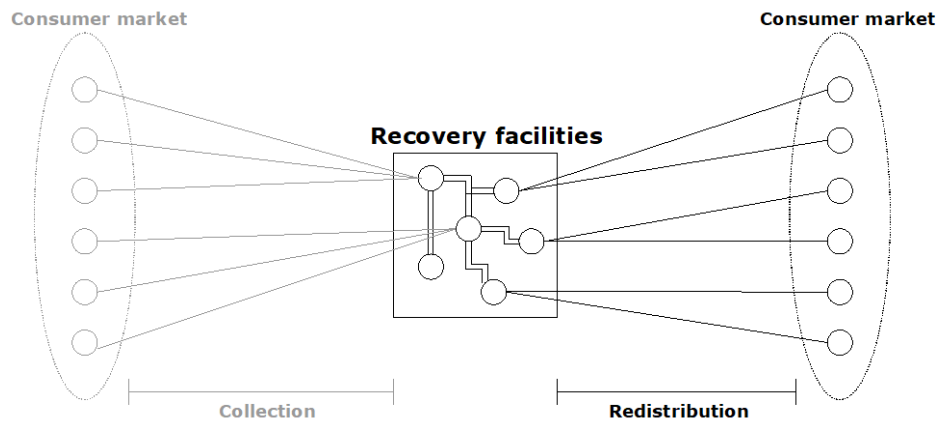 Consumer market
Consumer market
Recovery facilities
Collection
Redistribution